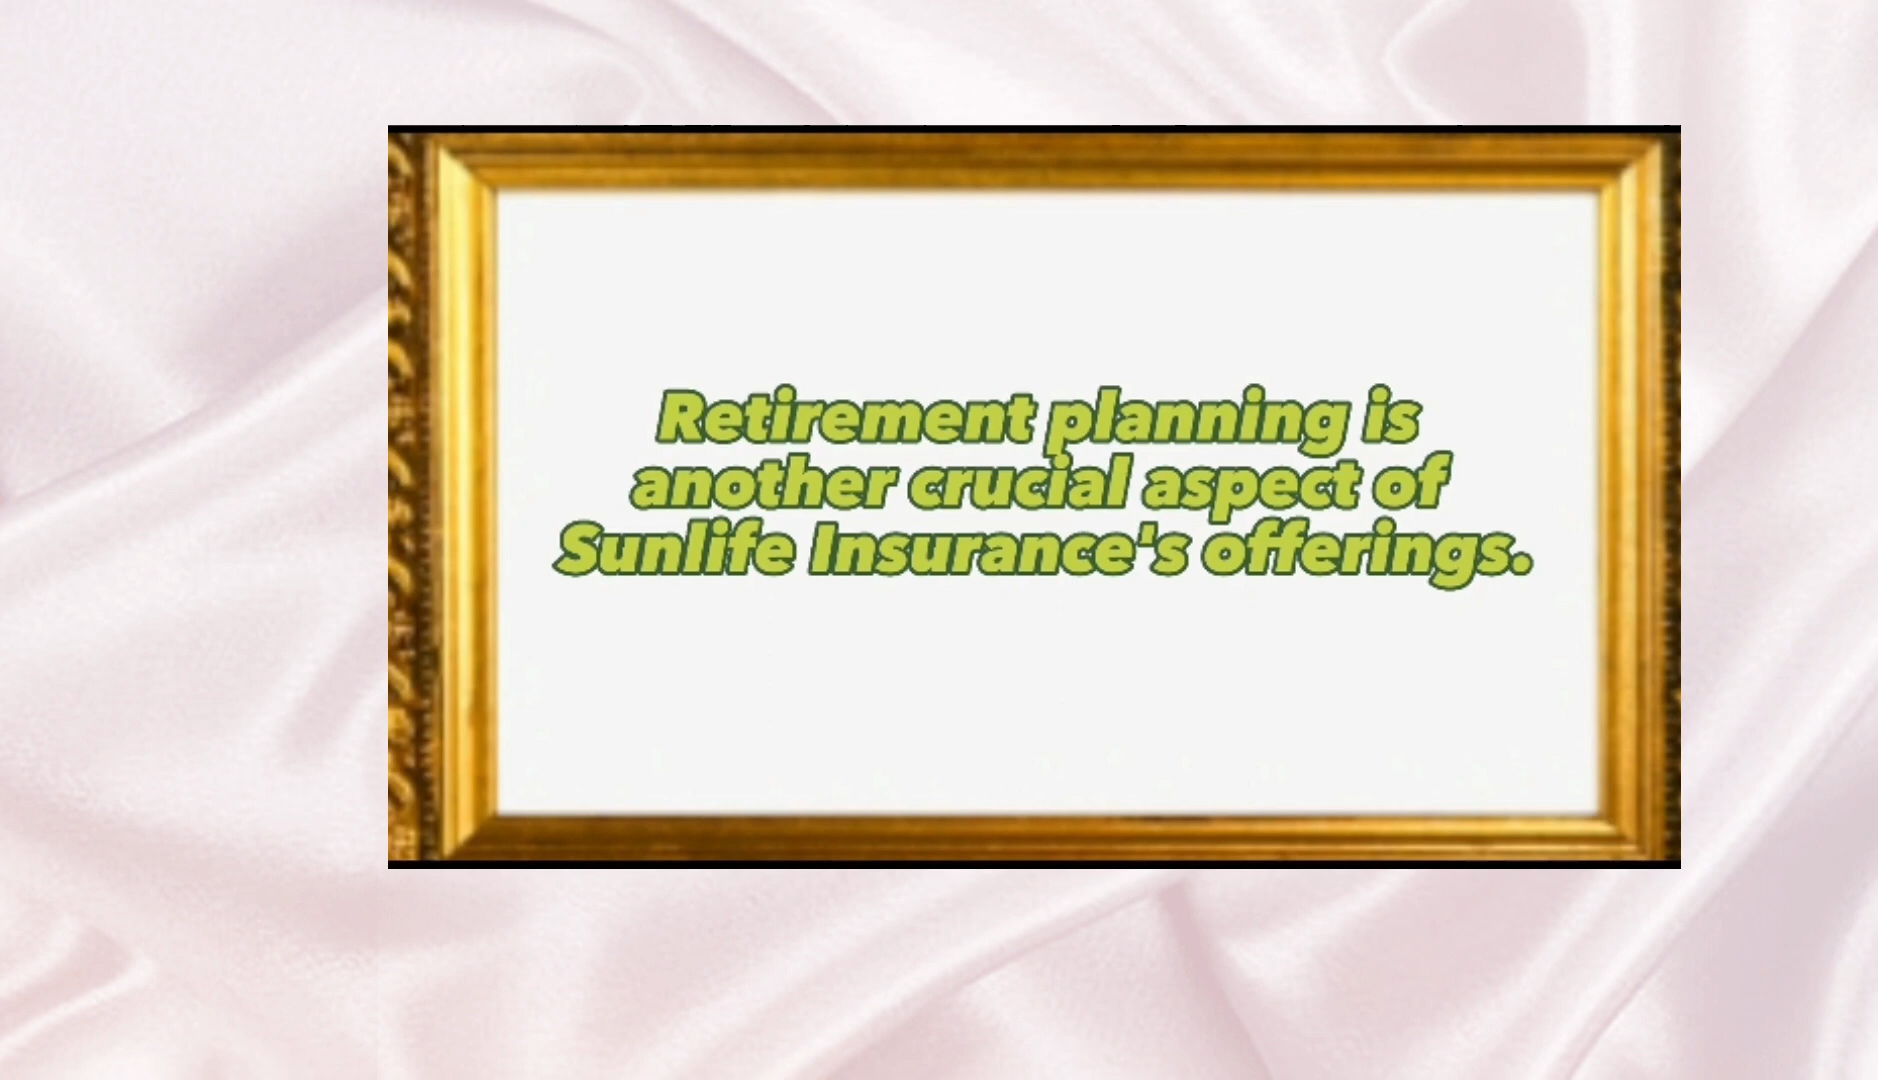 Retirement planning is
another crucial aspect of
Sunlife Insurance's offerings.